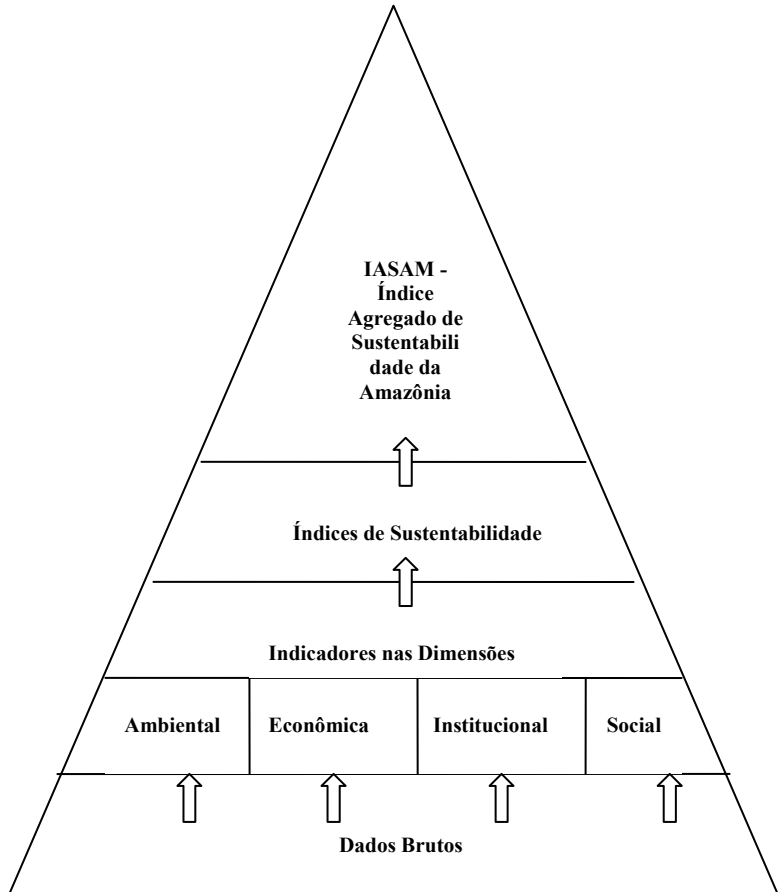 IASAM -
Índice
Agregado de
Sustentabili
dade da
Amazônia
Índices de Sustentabilidade
Indicadores nas Dimensões
Ambiental Econômica Institucional Social
Dados Brutos